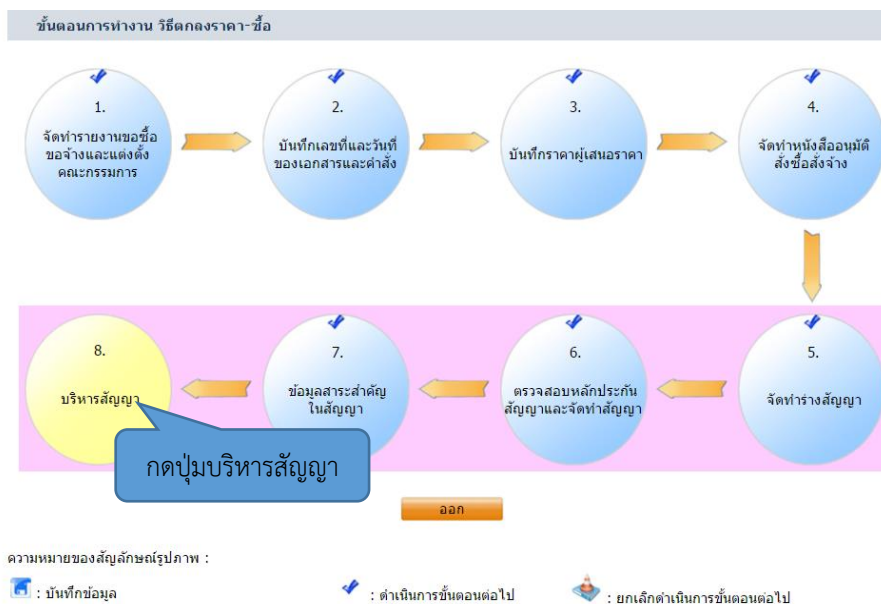 ขั้นตอนการทำงาน วิธีตกลงราคา-ซื้อ
1.
จัดทำรายงานขอซื้อ
ขอจ้างและแต่งตั้ง
คณะกรรมการ
2.
บันทึกเลขที่และวันที่
ของเอกสารและคำสั่ง
3.
บันทึกราคาผู้เสนอราคา
4.
จัดทำหนังสืออนุมัติ
สั่งซื้อสั่งจ้าง
5.
จัดทำร่างสัญญา
6.
ตรวจสอบหลักประกัน
สัญญาและจัดทำสัญญา
7.
ข้อมูลสาระสำคัญ
ในสัญญา
8.
บริหารสัญญา
กดปุ่มบริหารสัญญา
ออก
ความหมายของสัญลักษณ์รูปภาพ :
: บันทึกข้อมูล
: ดำเนินการขั้นตอนต่อไป
: ยกเลิกดำเนินการขั้นตอนต่อไป